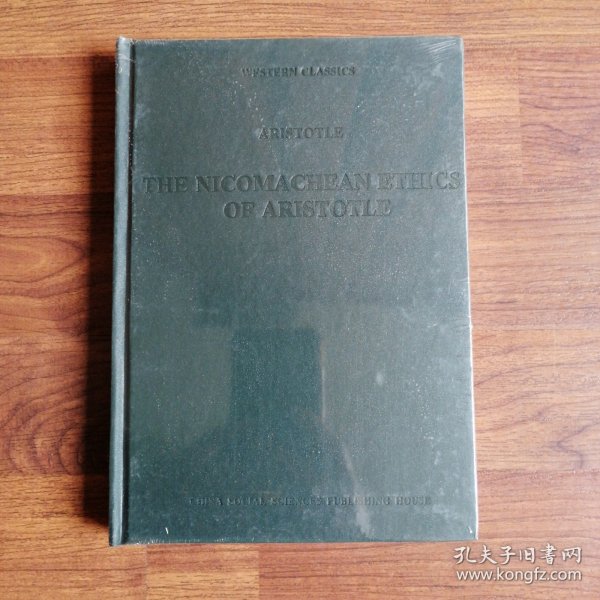 WESTERN CLASSICS
ARISTOTLE
THE NICOMACHEAN ETHICS
OF ARISTOTLE
CHINA SOCIAL SCIENCES PUBLISHING HOUSE
孔夫子旧书网
www.kongfz.com